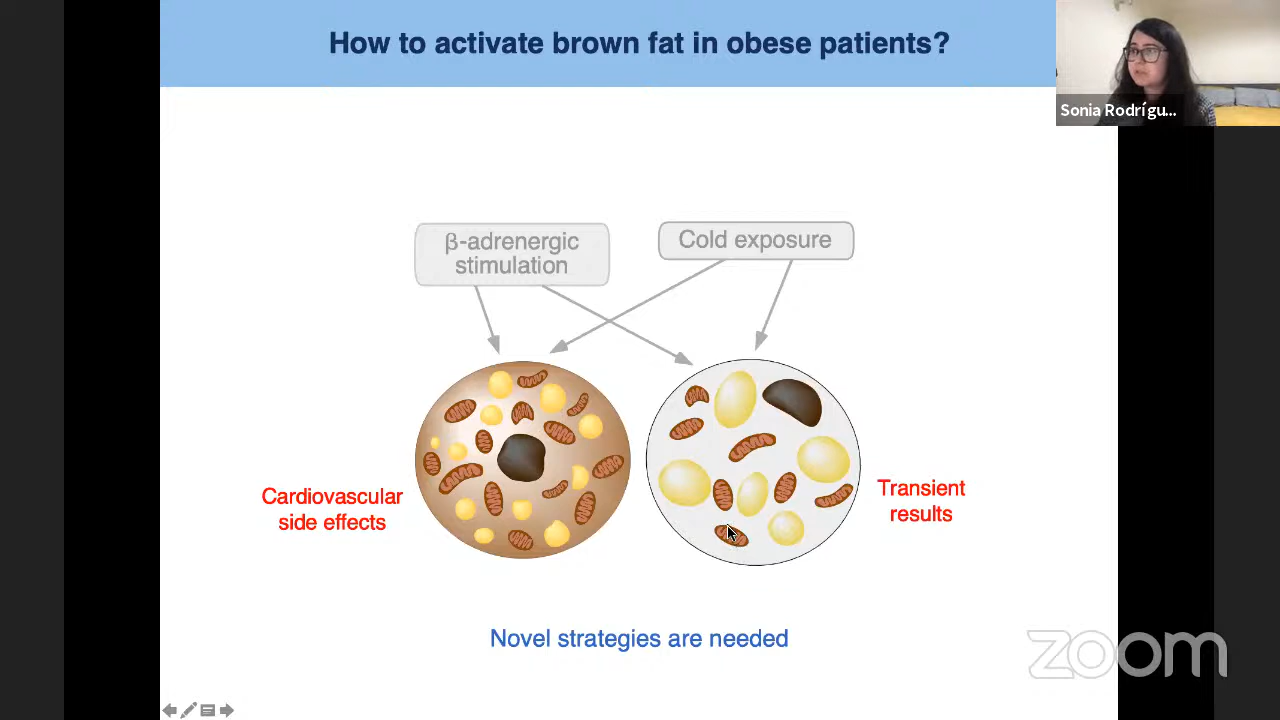 How to activate brown fat in obese patients?
Sonia Rodrígu...
β-adrenergic
stimulation
Cold exposure
Cardiovascular
side effects
Transient
results
Novel strategies are needed
zoom